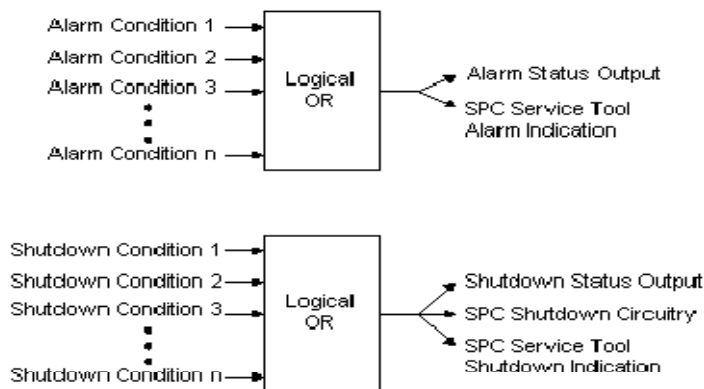 Alarm Condition 1
Alarm Condition 2
Alarm Condition 3
Alarm Condition n
Logical
OR
Alarm Status Output
SPC Service Tool
Alarm Indication
Shutdown Condition 1
Shutdown Condition 2
Shutdown Condition 3
Shutdown Condition n
Logical
OR
Shutdown Status Output
SPC Shutdown Circuitry
SPC Service Tool
Shutdown Indication